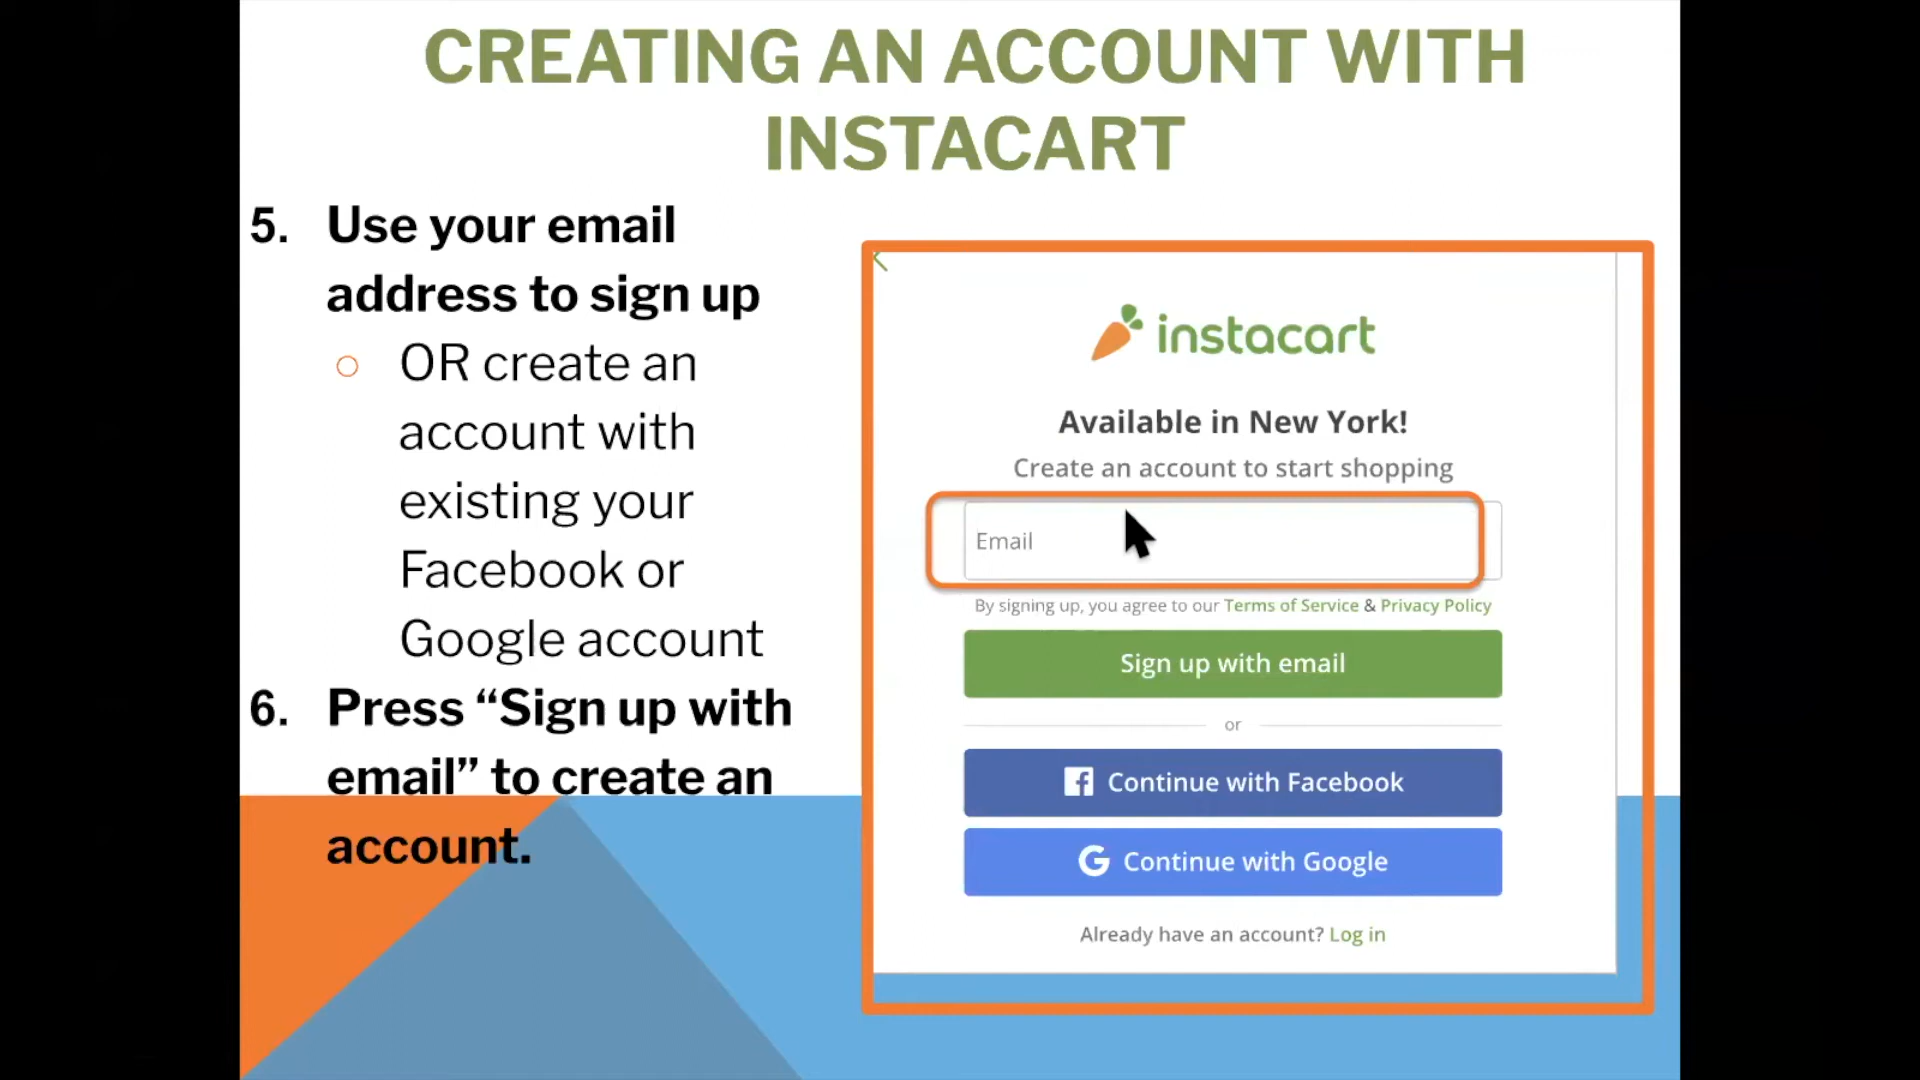 CREATING AN ACCOUNT WITH
INSTACART
5. Use your email
address to sign up
○ OR create an
account with
existing your
Facebook or
Google account
6. Press “Sign up with
email” to create an
account.
instacart
Available in New York!
Create an account to start shopping
Email
By signing up, you agree to our Terms of Service & Privacy Policy
Sign up with email
or
Continue with Facebook
Continue with Google
Already have an account? Log in